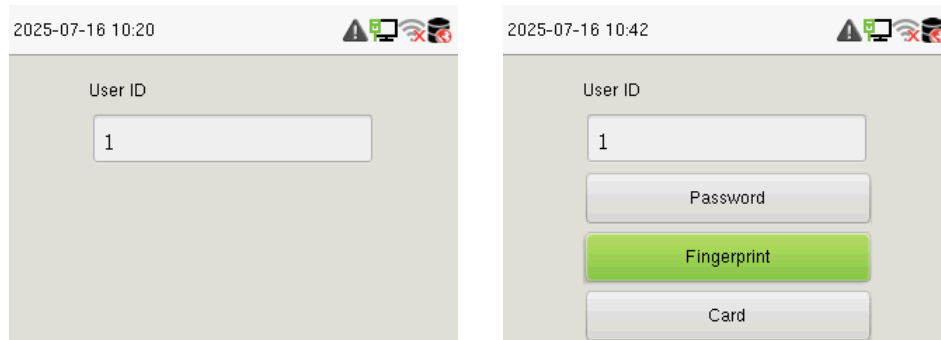 2025-07-16 10:20
User ID
1
2025-07-16 10:42
User ID
1
Password
Fingerprint
Card